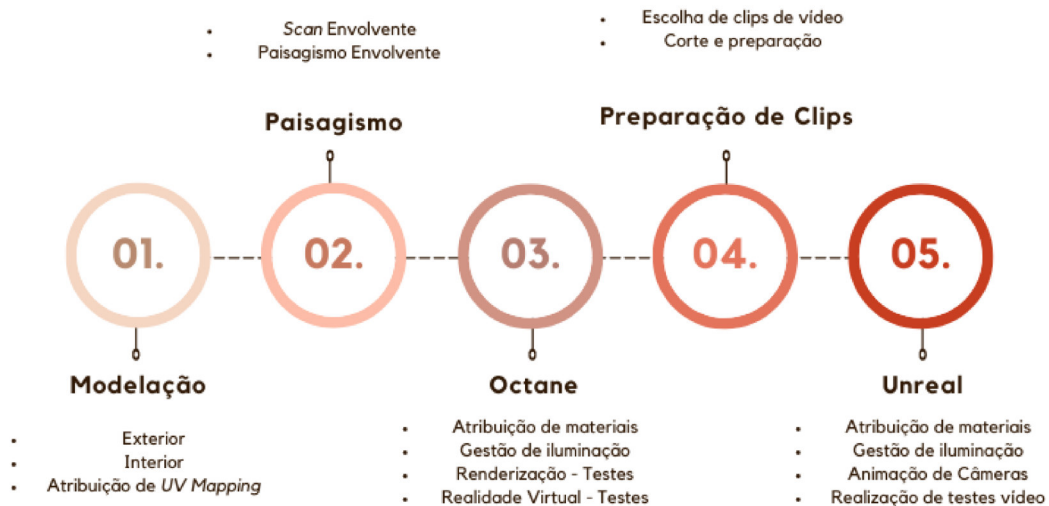 • Scan Envolvente
• Paisagismo Envolvente
• Escolha de clips de vídeo
• Corte e preparação
Paisagismo
Preparação de Clips
01.
02.
03.
04.
05.
Modelação
Octane
Unreal
• Exterior
• Interior
• Atribuição de UV Mapping
• Atribuição de materiais
• Gestão de iluminação
• Renderização - Testes
• Realidade Virtual - Testes
• Atribuição de materiais
• Gestão de iluminação
• Animação de Câmeras
• Realização de testes vídeo